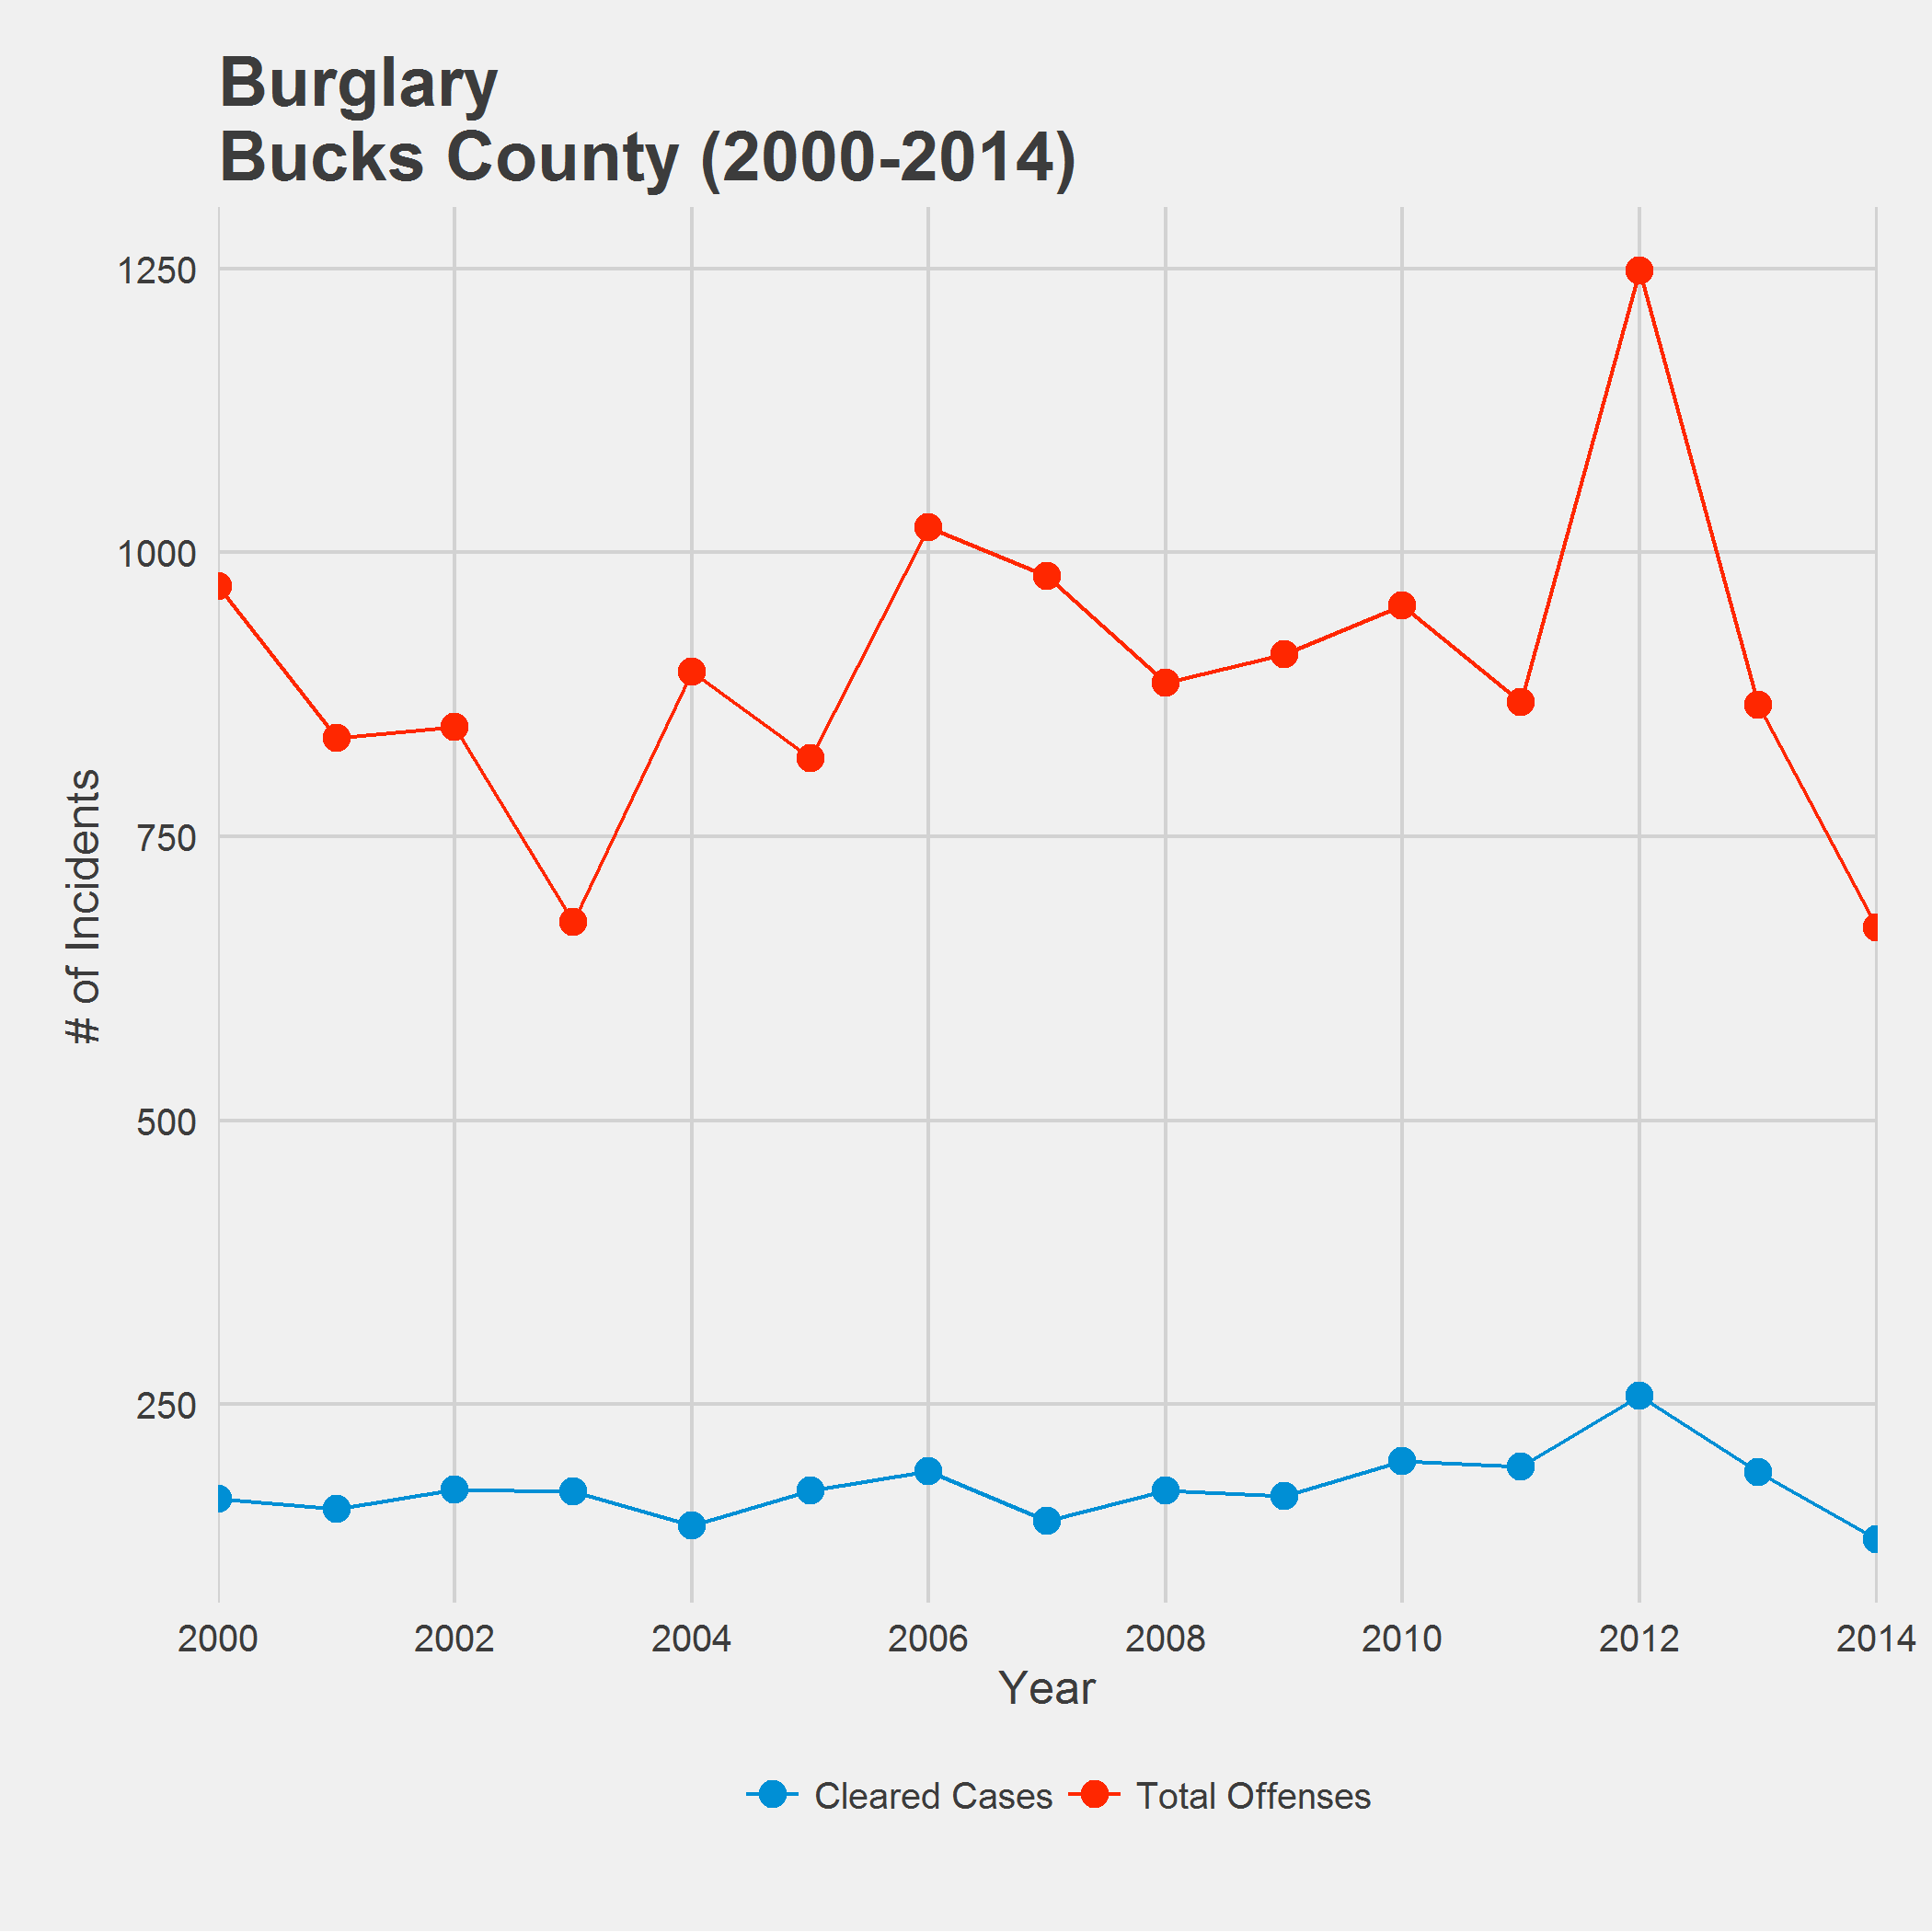 Burglary
Bucks County (2000-2014)
1250
1000
750
500
250
# of Incidents
2000 2002 2004 2006 2008 2010 2012 2014
Year
Cleared Cases Total Offenses